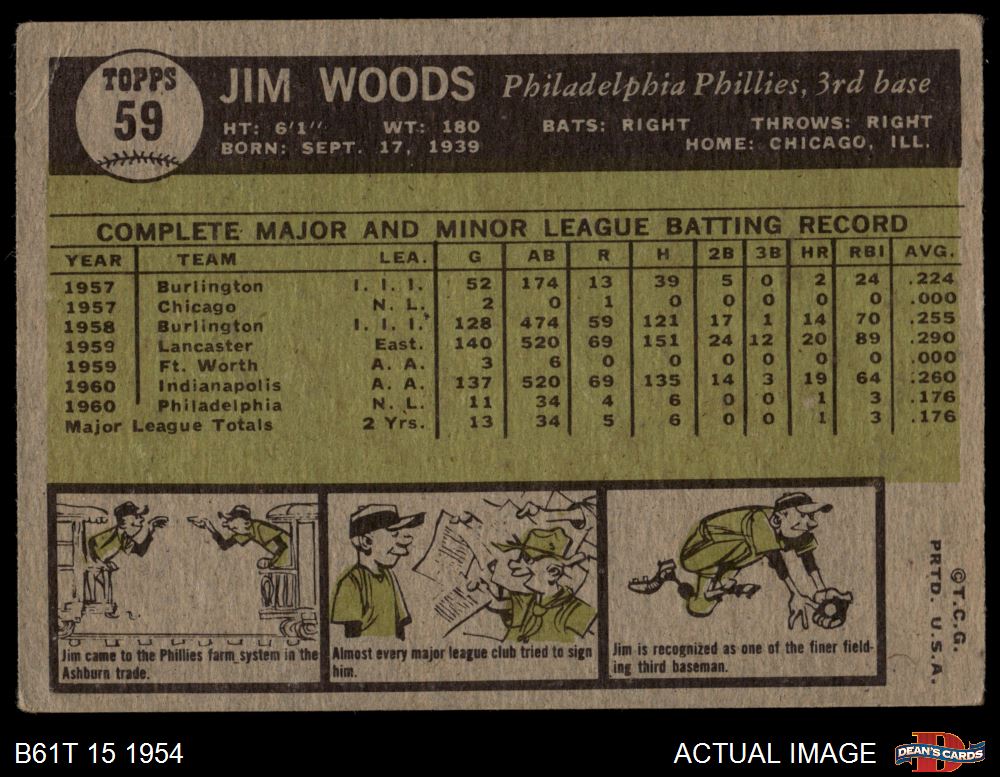 TOPPS
59
JIM WOODS Philadelphia Phillies, 3rd base
HT: 6'1" WT: 180 BATS: RIGHT THROWS: RIGHT
BORN: SEPT. 17, 1939 HOME: CHICAGO, ILL.
COMPLETE MAJOR AND MINOR LEAGUE BATTING RECORD
YEAR TEAM LEA. G AB R H 2B 3B HR RBI AVG.
1957 Burlington I. I. I. 52 174 13 39 5 0 2 24 .224
1957 Chicago N. L. 2 0 1 0 0 0 0 0 .000
1958 Burlington I. I. I. 128 474 59 121 17 1 14 70 .255
1959 Lancaster East. 140 520 69 151 24 12 20 89 .290
1959 Ft. Worth A. A. 3 6 0 0 0 0 0 0 .000
1960 Indianapolis A. A. 137 520 69 135 14 3 19 64 .260
1960 Philadelphia N. L. 11 34 4 6 0 0 1 3 .176
Major League Totals 2 Yrs. 13 34 5 6 0 0 1 3 .176
Jim came to the Phillies farm system in the
Ashburn trade.
Almost every major league club tried to sign
him.
Jim is recognized as one of the finer field-
ing third baseman.
©T.C.G.
PRTD. U.S.A.
B61T 15 1954
ACTUAL IMAGE
DEAN'S CARDS